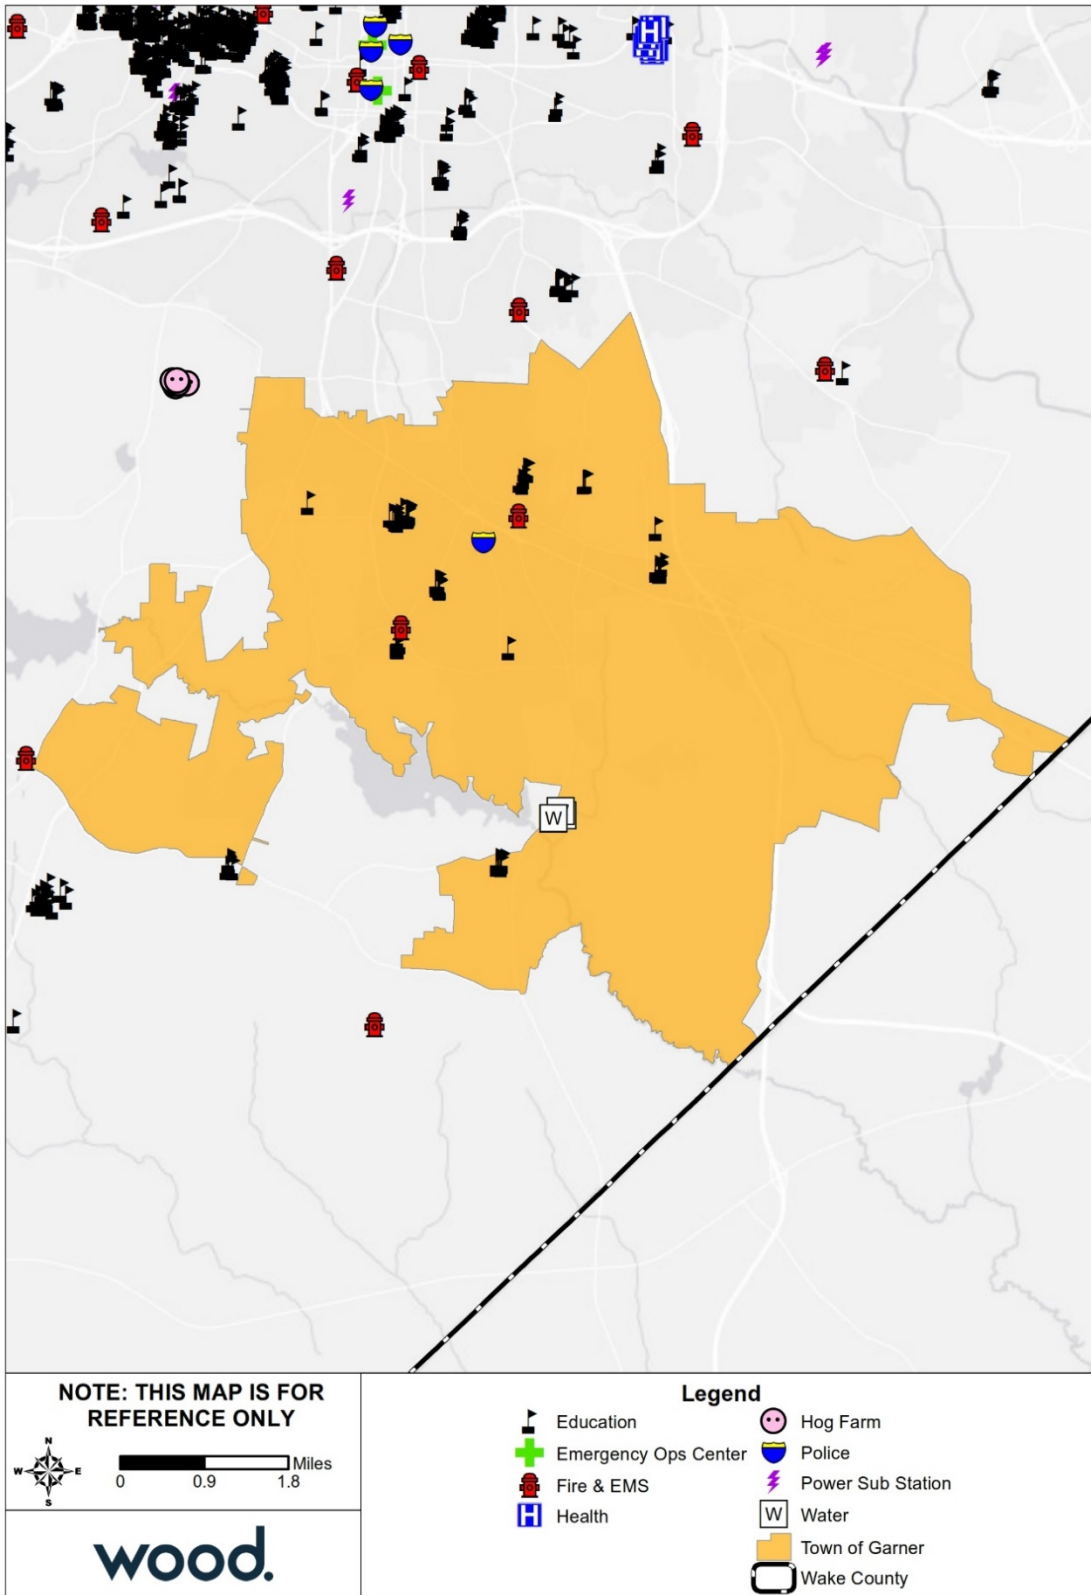 H
W
NOTE: THIS MAP IS FOR
REFERENCE ONLY
N
W E
S
0 0.9 1.8 Miles
wood.
Legend
Education
Emergency Ops Center
Fire & EMS
H Health
Hog Farm
Police
Power Sub Station
W Water
Town of Garner
Wake County